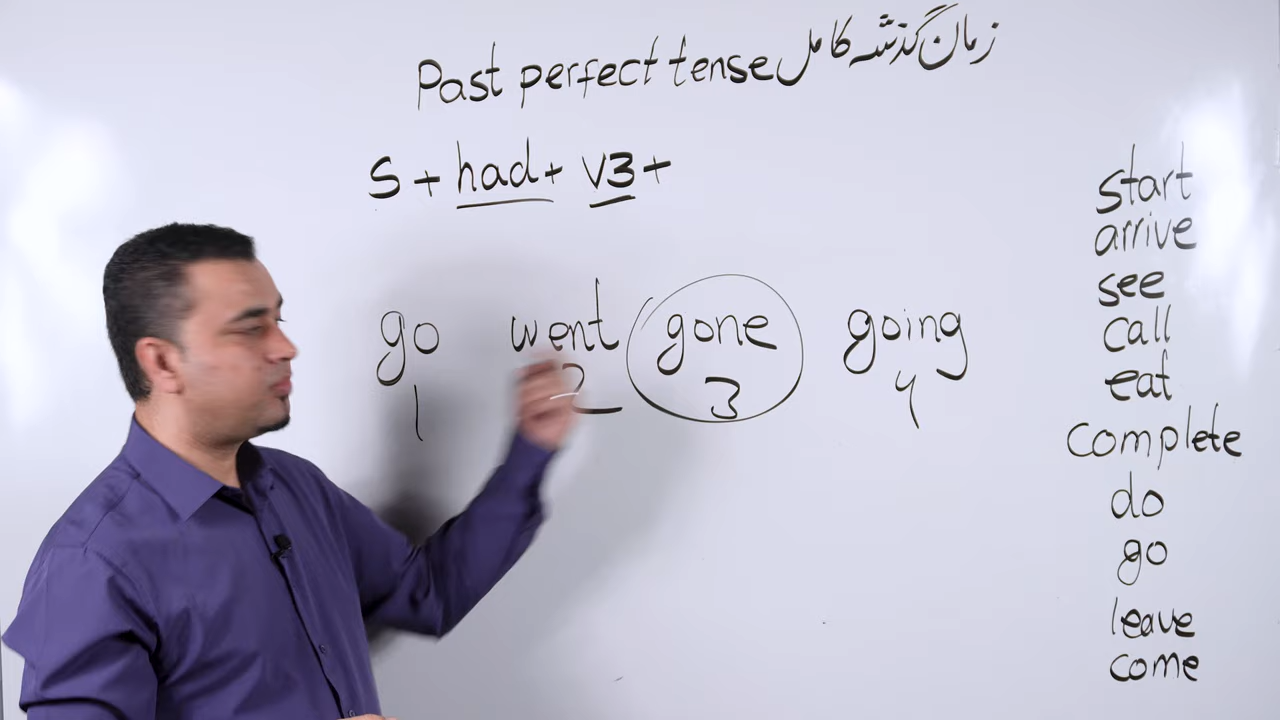 Past perfect tense زمان گذشته کامل
S + had + v3 +
go went gone going
1 2 3 4
start
arrive
see
call
eat
complete
do
go
leave
come